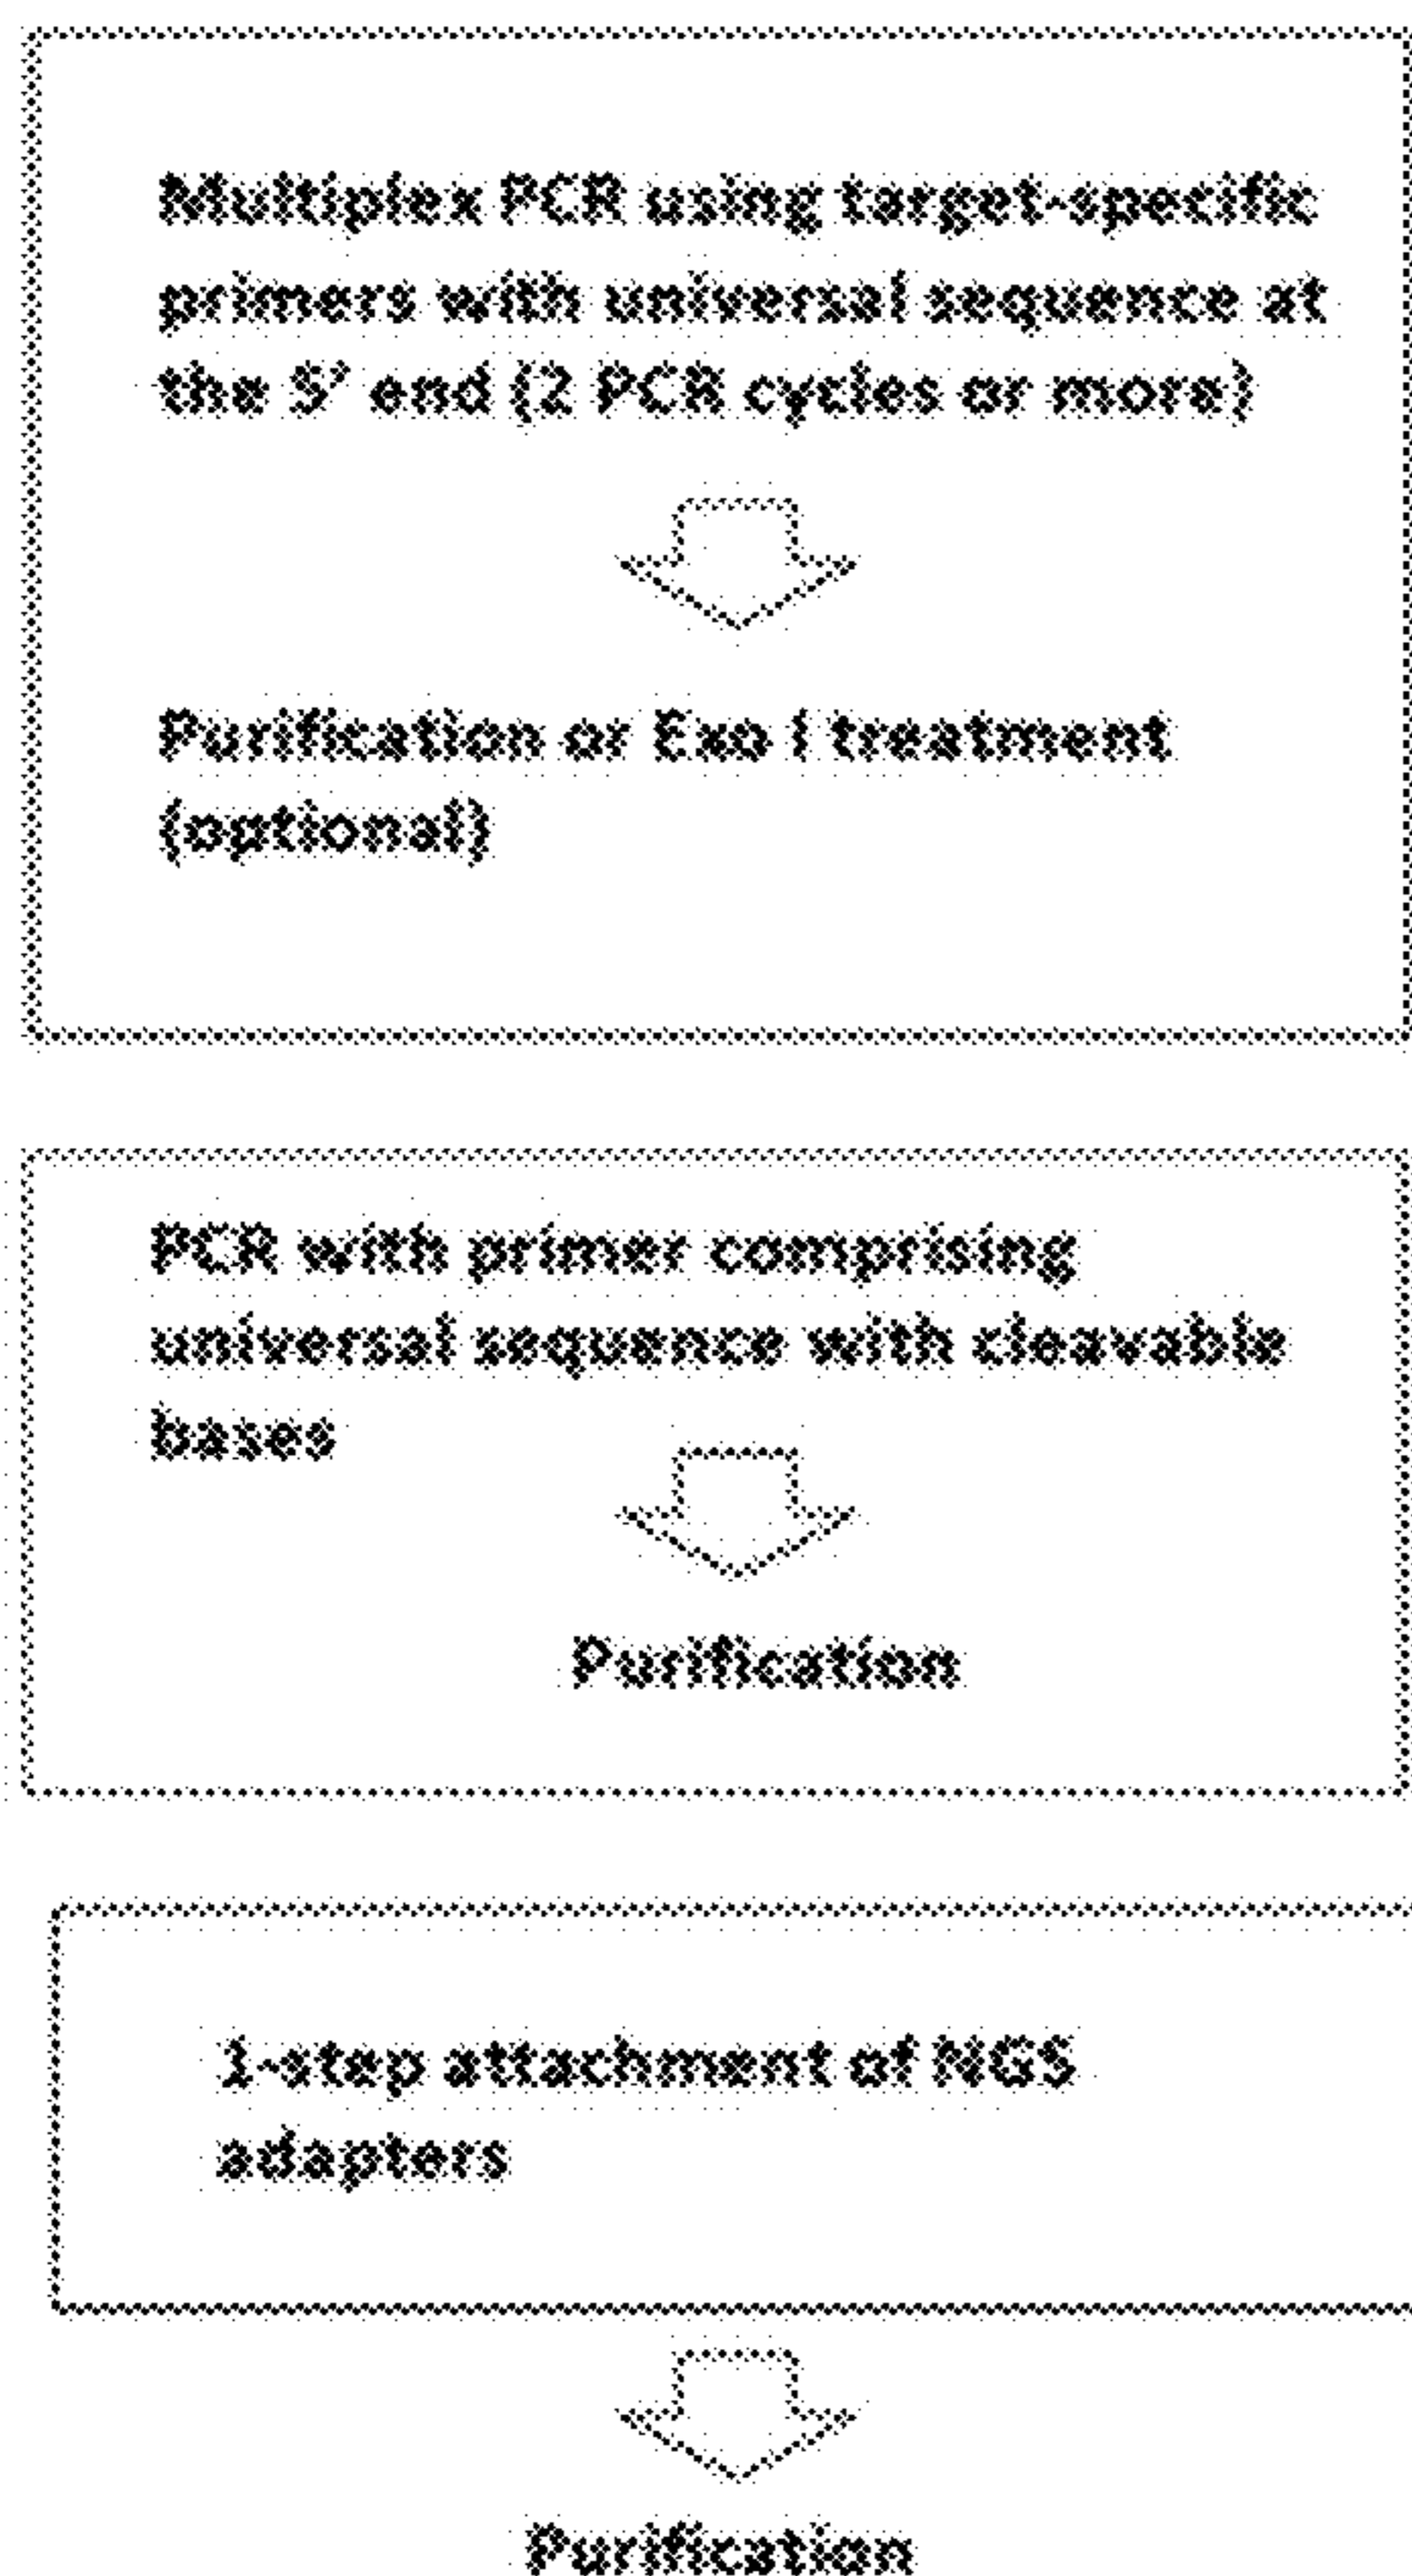 Multiplex PCR using target-specific
primers with universal sequence at
the 5' end (2 PCR cycles or more)
Purification or Exo I treatment
(optional)
PCR with primer comprising
universal sequence with cleavable
bases
Purification
1-step attachment of NGS
adapters
Purification